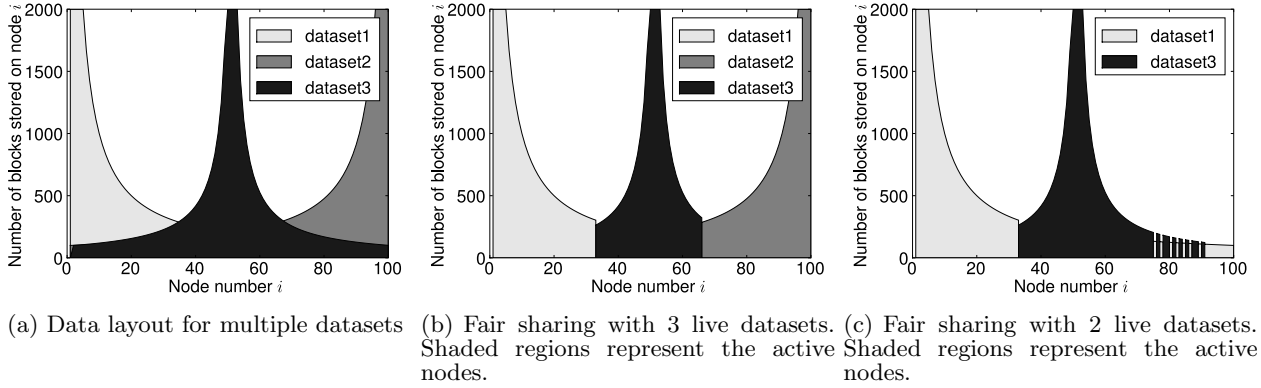 Number of blocks stored on node i
2000
1500
1000
500
0
0
20
40
60
80
100
Node number i
dataset1
dataset2
dataset3
(a) Data layout for multiple datasets
Number of blocks stored on node i
2000
1500
1000
500
0
0
20
40
60
80
100
Node number i
dataset1
dataset2
dataset3
(b) Fair sharing with 3 live datasets.
Shaded regions represent the active
nodes.
Number of blocks stored on node i
2000
1500
1000
500
0
0
20
40
60
80
100
Node number i
dataset1
dataset3
(c) Fair sharing with 2 live datasets.
Shaded regions represent the active
nodes.